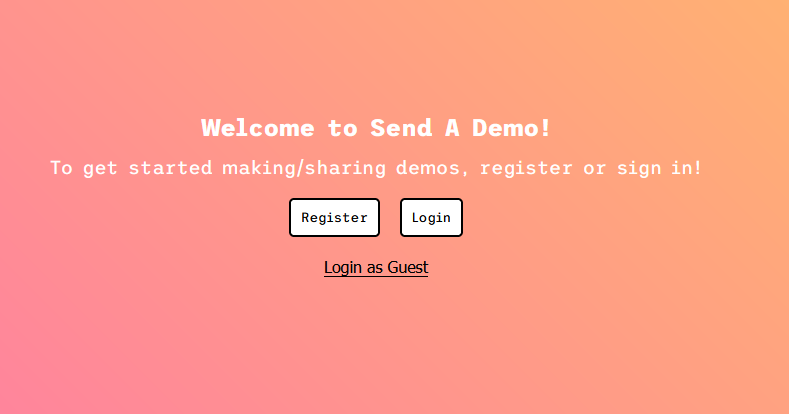 Welcome to Send A Demo!
To get started making/sharing demos, register or sign in!
Register Login
Login as Guest